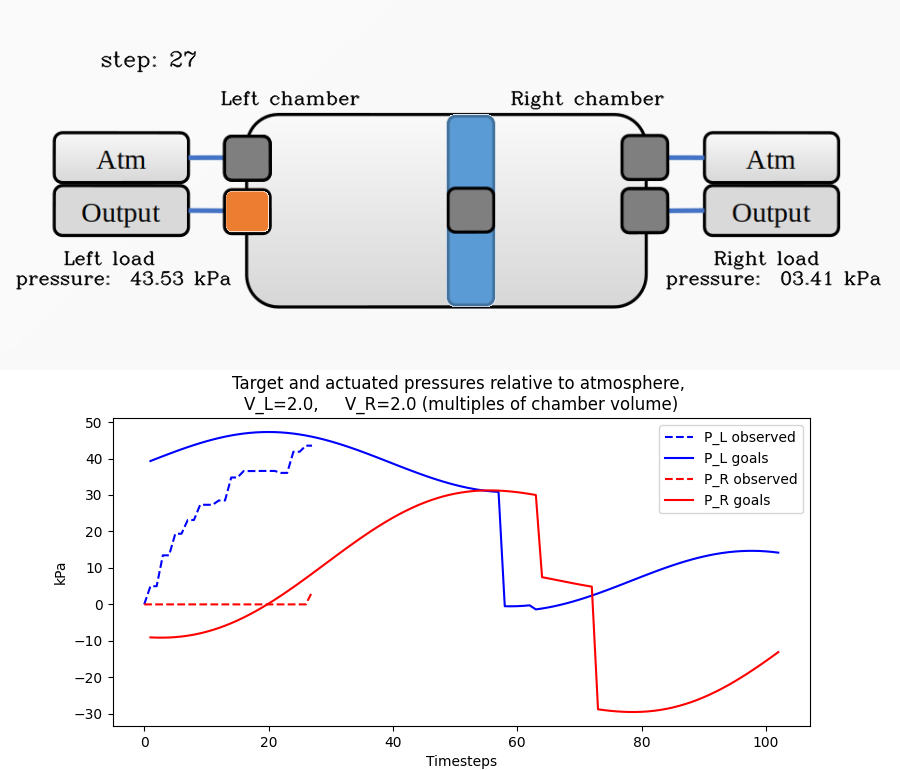 step: 27
Left chamber
Right chamber
Atm
Atm
Output
Output
Left load
pressure: 43.53 kPa
Right load
pressure: 03.41 kPa
Target and actuated pressures relative to atmosphere,
V_L=2.0, V_R=2.0 (multiples of chamber volume)
50
40
30
20
10
0
−10
−20
−30
kPa
P_L observed
P_L goals
P_R observed
P_R goals
0 20 40 60 80 100
Timesteps